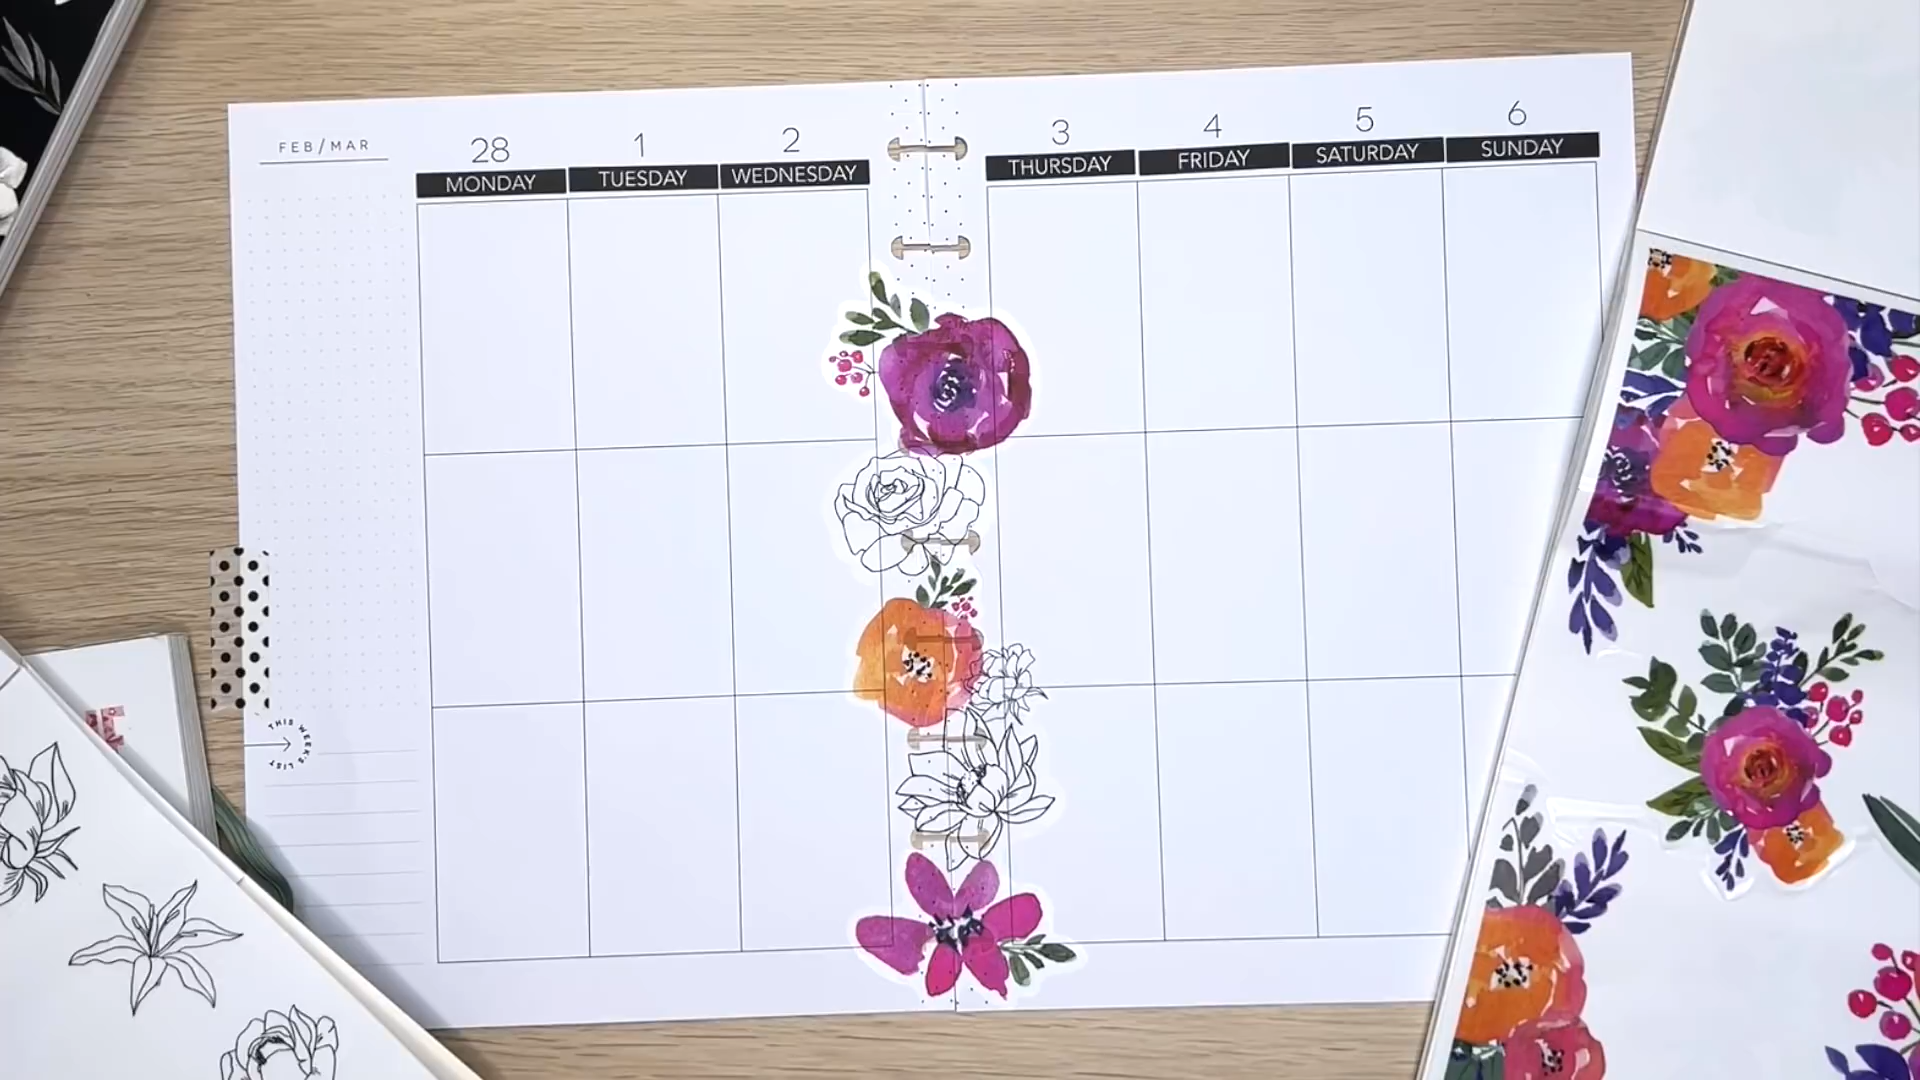 FEB/MAR
28 1 2 3 4 5 6
MONDAY TUESDAY WEDNESDAY THURSDAY FRIDAY SATURDAY SUNDAY
THIS WEEK'S LIST